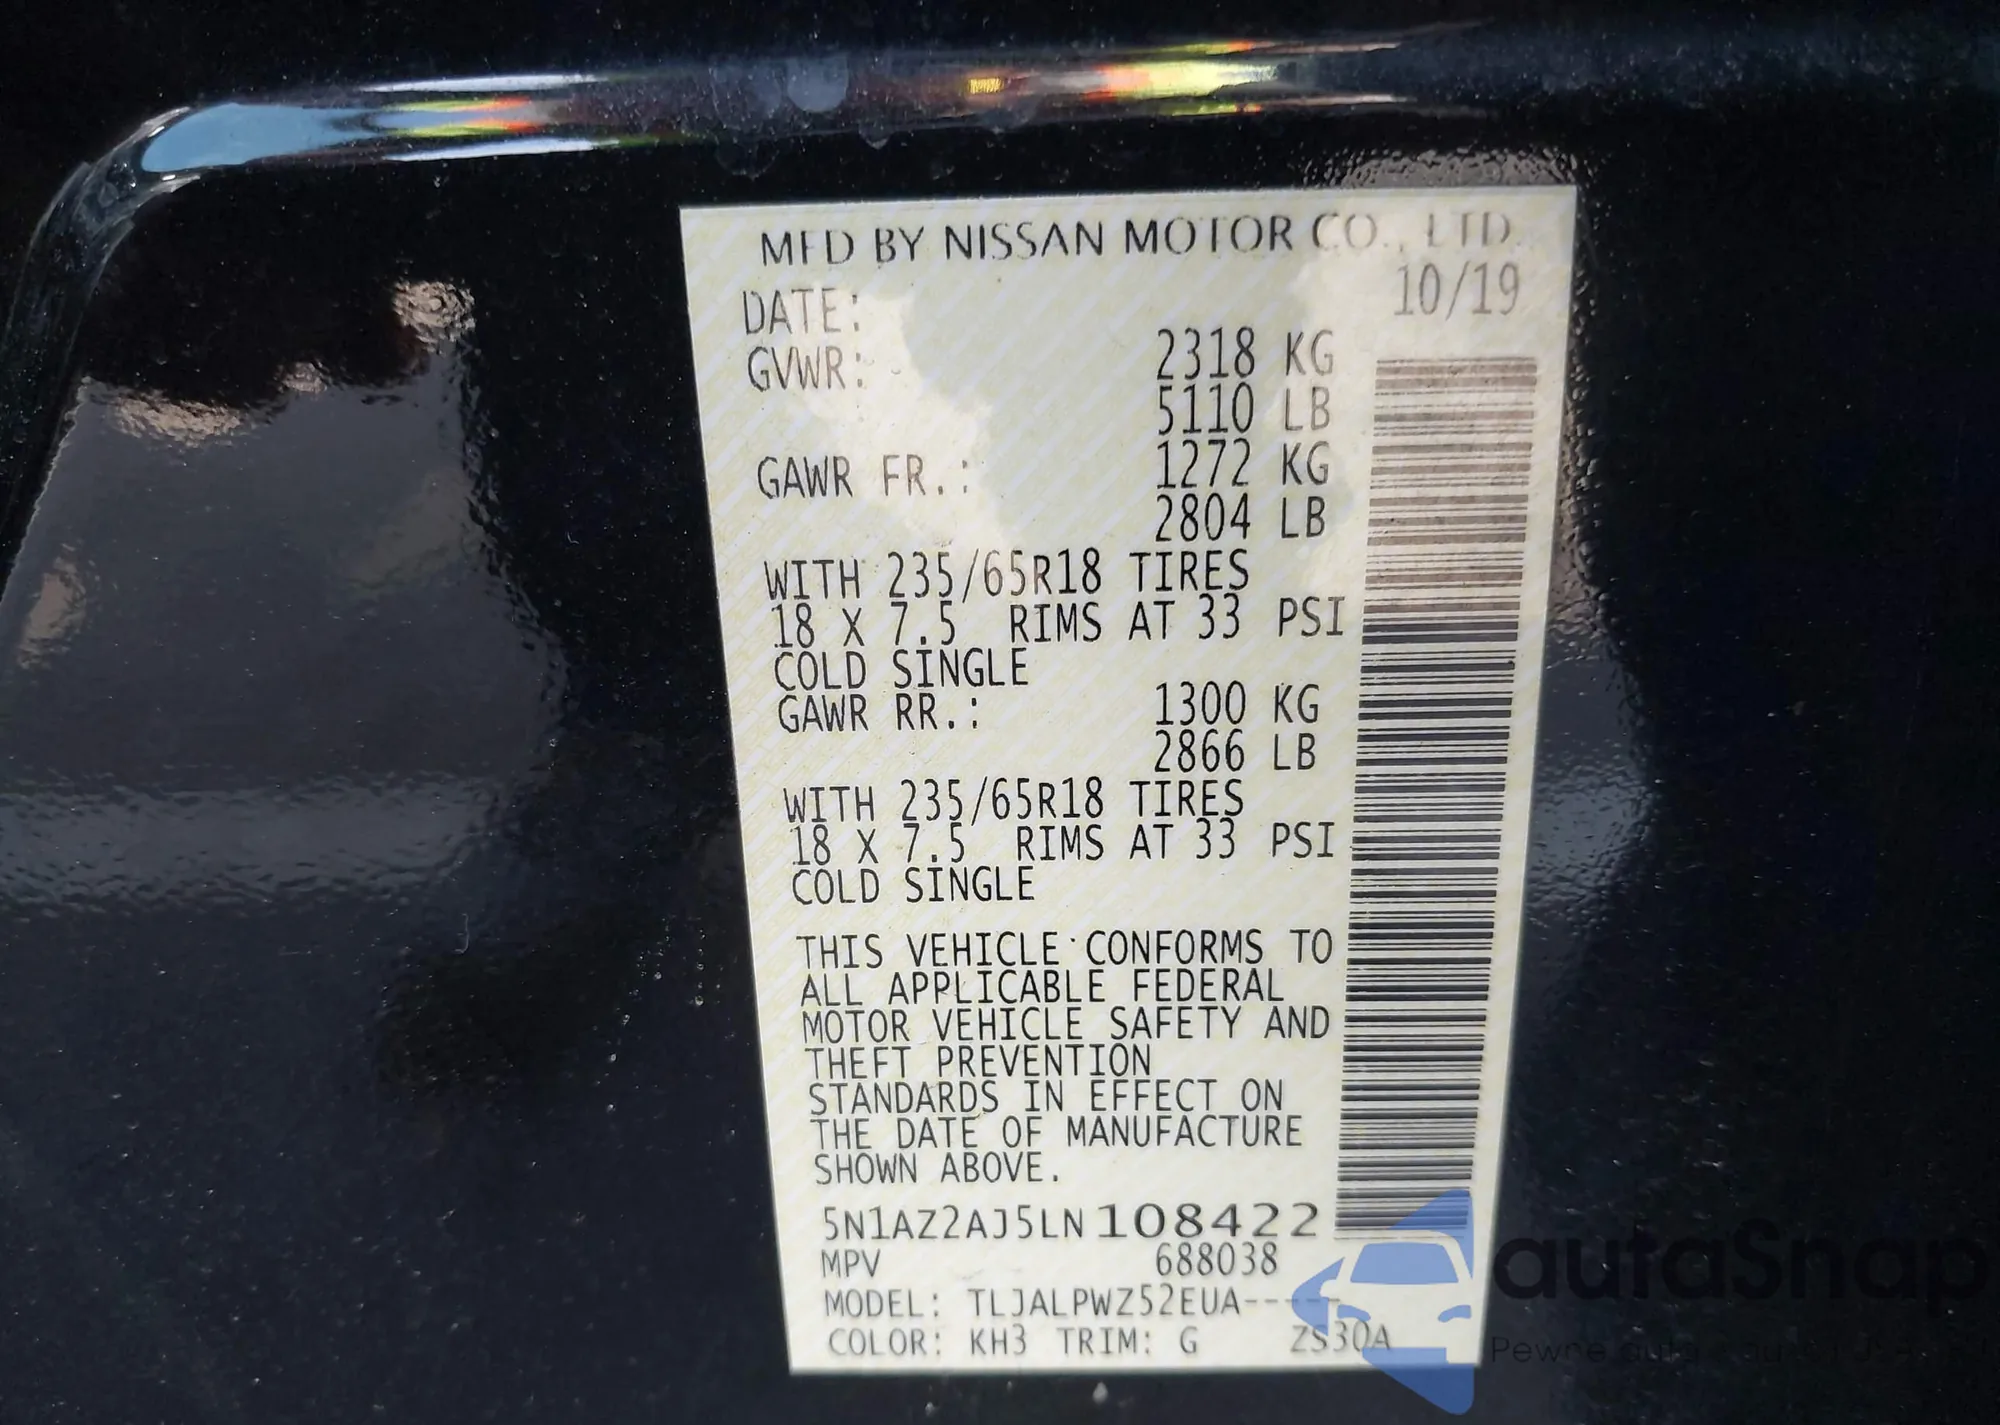 MFD BY NISSAN MOTOR CO., LTD.
DATE: 10/19
GVWR: 2318 KG
5110 LB
GAWR FR.: 1272 KG
2804 LB
WITH 235/65R18 TIRES
18 X 7.5 RIMS AT 33 PSI
COLD SINGLE
GAWR RR.: 1300 KG
2866 LB
WITH 235/65R18 TIRES
18 X 7.5 RIMS AT 33 PSI
COLD SINGLE
THIS VEHICLE CONFORMS TO
ALL APPLICABLE FEDERAL
MOTOR VEHICLE SAFETY AND
THEFT PREVENTION
STANDARDS IN EFFECT ON
THE DATE OF MANUFACTURE
SHOWN ABOVE.
5N1AZ2AJ5LN108422
MPV 688038
MODEL: TLJALPWZ52EUA-----
COLOR: KH3 TRIM: G ZS30A
autaSnap
Pewne auta